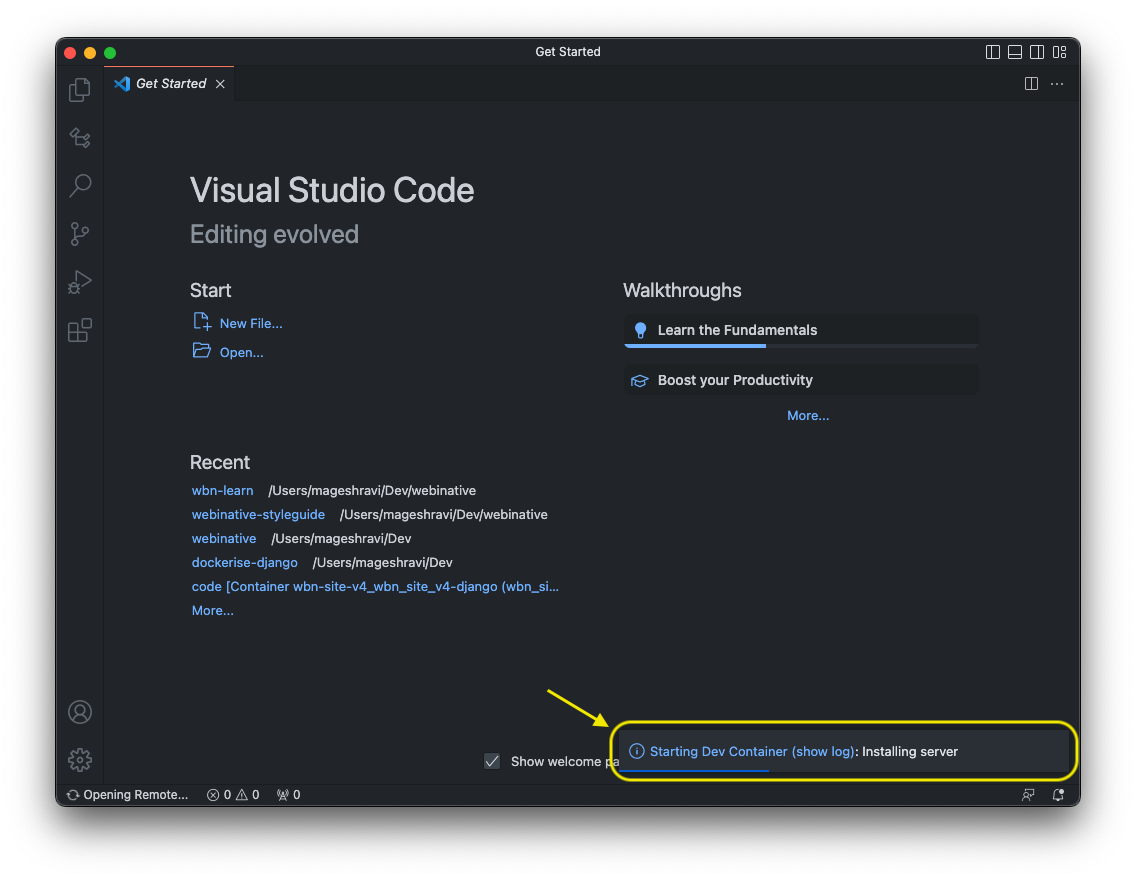 Get Started
Get Started
Visual Studio Code
Editing evolved
Start
New File...
Open...
Walkthroughs
Learn the Fundamentals
Boost your Productivity
More...
Recent
wbn-learn /Users/mageshravi/Dev/webinative
webinative-styleguide /Users/mageshravi/Dev/webinative
webinative /Users/mageshravi/Dev
dockerise-django /Users/mageshravi/Dev
code [Container wbn-site-v4_wbn_site_v4-django (wbn_si...
More...
Starting Dev Container (show log): Installing server
Show welcome pa
Opening Remote... 0 0 0